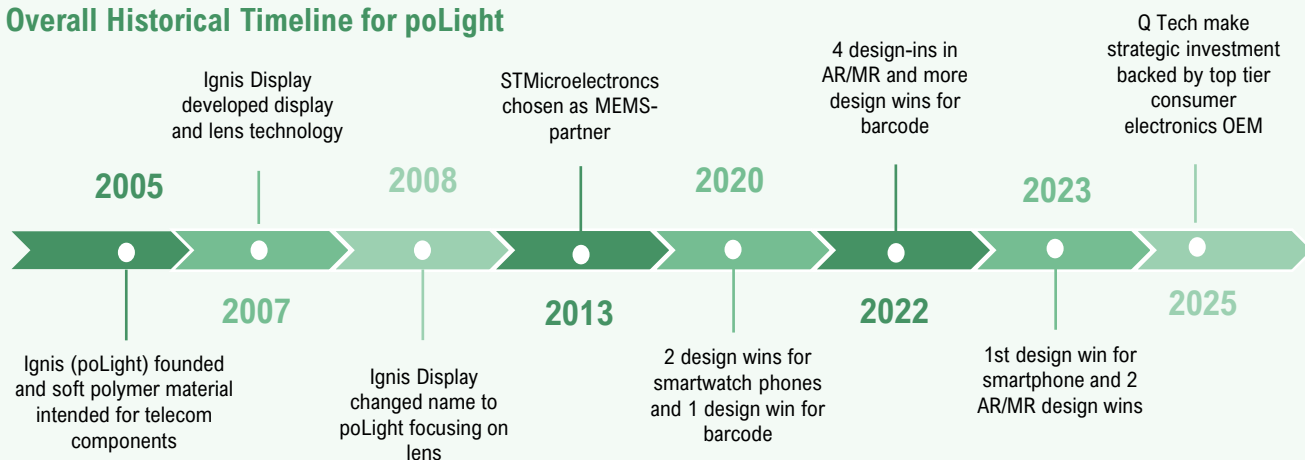 Overall Historical Timeline for poLight
2005
Ignis (poLight) founded
and soft polymer material
intended for telecom
components
Ignis Display
developed display
and lens technology
2007
2008
Ignis Display
changed name to
poLight focusing on
lens
STMicroelectroncs
chosen as MEMS-
partner
2013
2020
2 design wins for
smartwatch phones
and 1 design win for
barcode
4 design-ins in
AR/MR and more
design wins for
barcode
2022
2023
1st design win for
smartphone and 2
AR/MR design wins
Q Tech make
strategic investment
backed by top tier
consumer
electronics OEM
2025